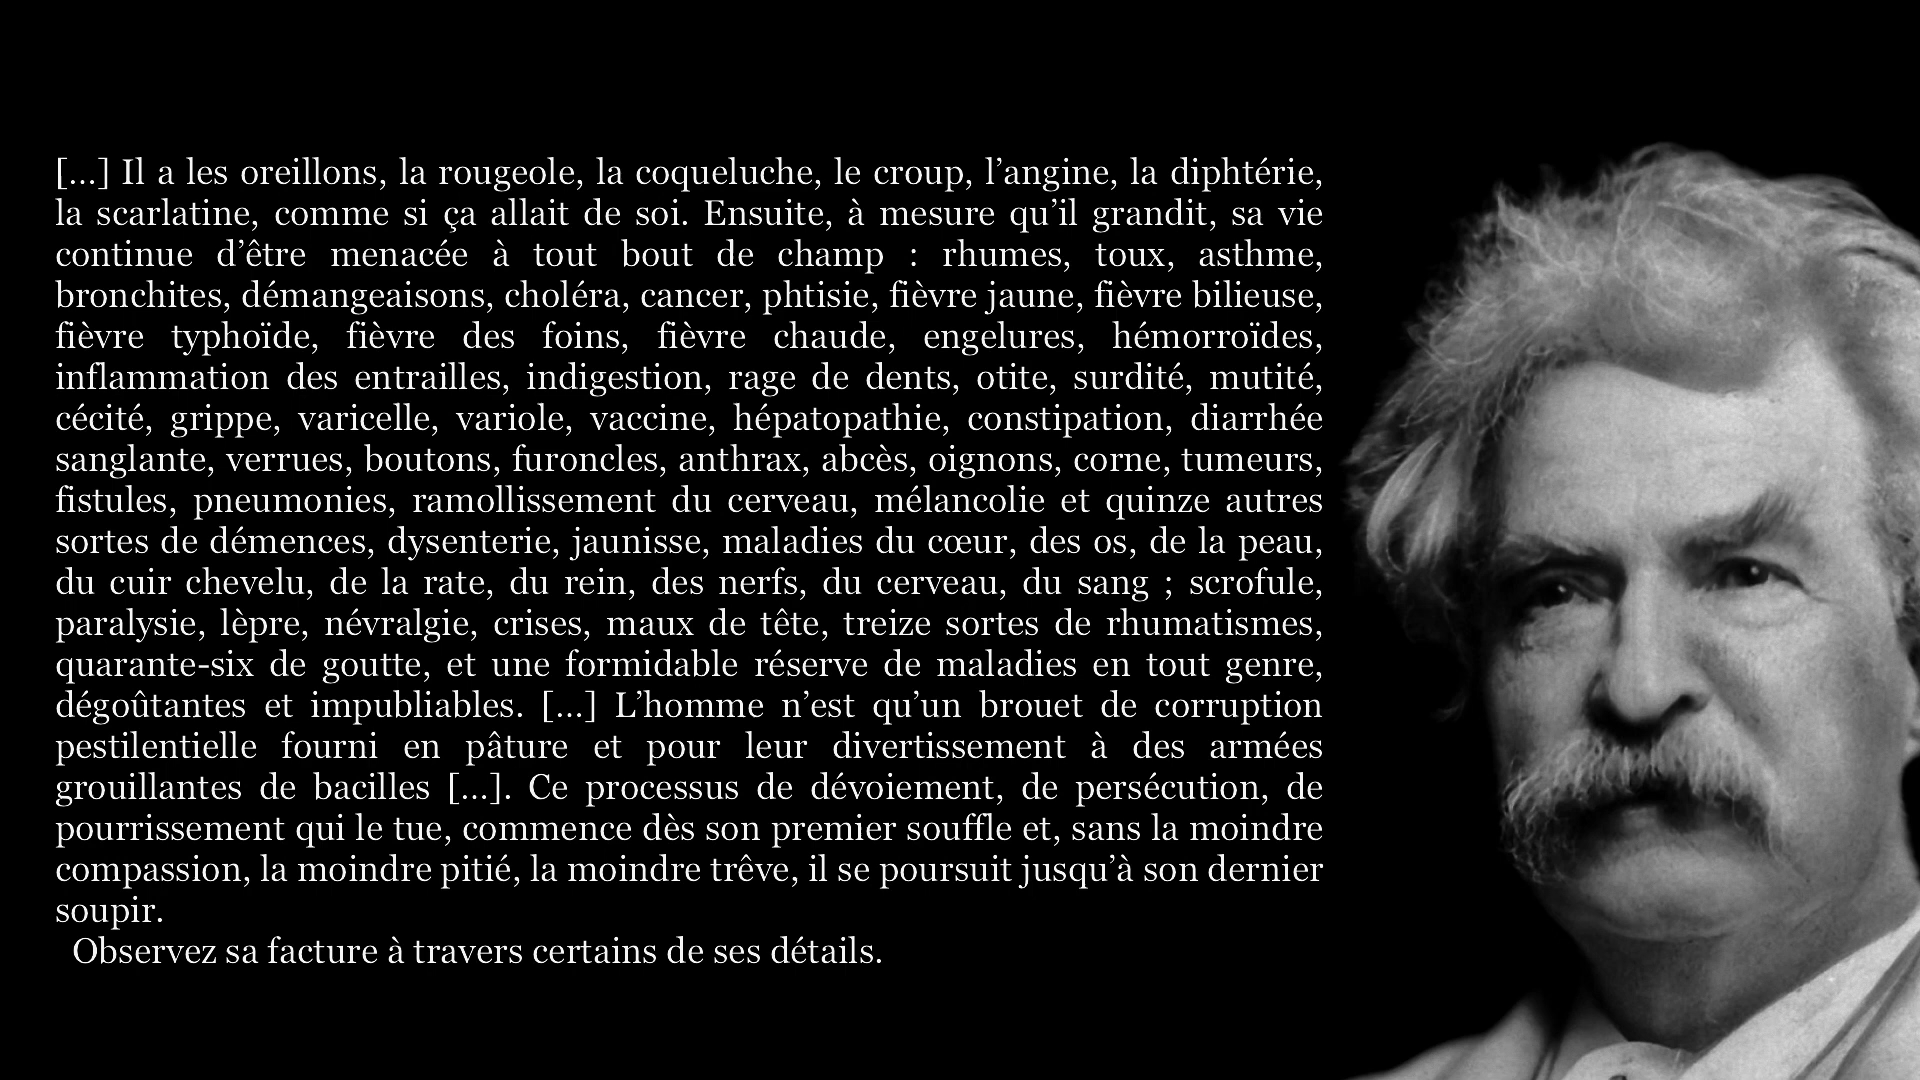 […] Il a les oreillons, la rougeole, la coqueluche, le croup, l’angine, la diphtérie,
la scarlatine, comme si ça allait de soi. Ensuite, à mesure qu’il grandit, sa vie
continue d’être menacée à tout bout de champ : rhumes, toux, asthme,
bronchites, démangeaisons, choléra, cancer, phtisie, fièvre jaune, fièvre bilieuse,
fièvre typhoïde, fièvre des foins, fièvre chaude, engelures, hémorroïdes,
inflammation des entrailles, indigestion, rage de dents, otite, surdité, mutité,
cécité, grippe, varicelle, variole, vaccine, hépatopathie, constipation, diarrhée
sanglante, verrues, boutons, furoncles, anthrax, abcès, oignons, corne, tumeurs,
fistules, pneumonies, ramollissement du cerveau, mélancolie et quinze autres
sortes de démences, dysenterie, jaunisse, maladies du cœur, des os, de la peau,
du cuir chevelu, de la rate, du rein, des nerfs, du cerveau, du sang ; scrofule,
paralysie, lèpre, névralgie, crises, maux de tête, treize sortes de rhumatismes,
quarante-six de goutte, et une formidable réserve de maladies en tout genre,
dégoûtantes et impubliables. […] L’homme n’est qu’un brouet de corruption
pestilentielle fourni en pâture et pour leur divertissement à des armées
grouillantes de bacilles […]. Ce processus de dévoiement, de persécution, de
pourrissement qui le tue, commence dès son premier souffle et, sans la moindre
compassion, la moindre pitié, la moindre trêve, il se poursuit jusqu’à son dernier
soupir.
Observez sa facture à travers certains de ses détails.